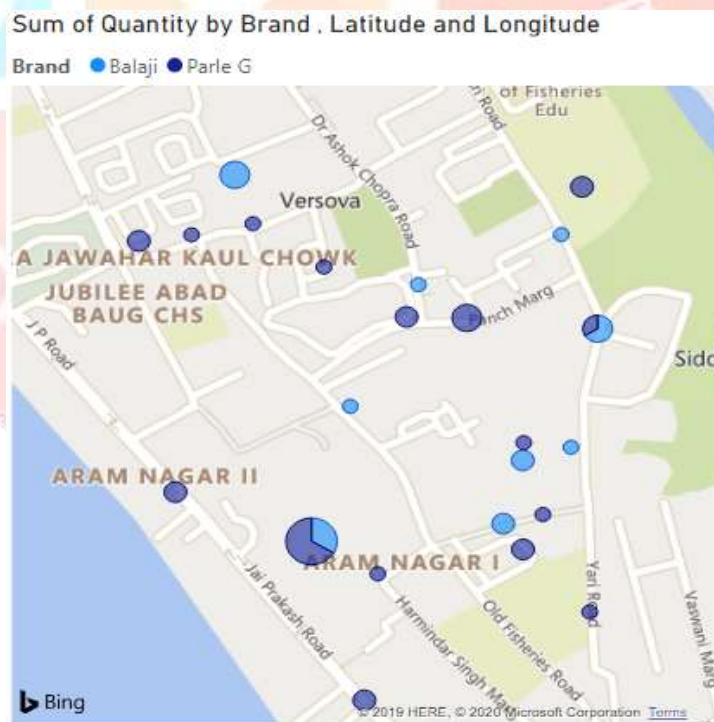 Sum of Quantity by Brand , Latitude and Longitude
Brand Balaji Parle G
of Fisheries
Edu
Road
Dr Ashok Chopra Road
Versova
A JAWAHAR KAUL CHOWK
JUBILEE ABAD
BAUG CHS
Panch Marg
J P Road
Sidd
ARAM NAGAR II
ARAM NAGAR I
Jai Prakash Road
Harmindar Singh Ma
Old Fisheries Road
Yari Road
Vaswani Marg
Bing
© 2019 HERE, © 2020 Microsoft Corporation Terms